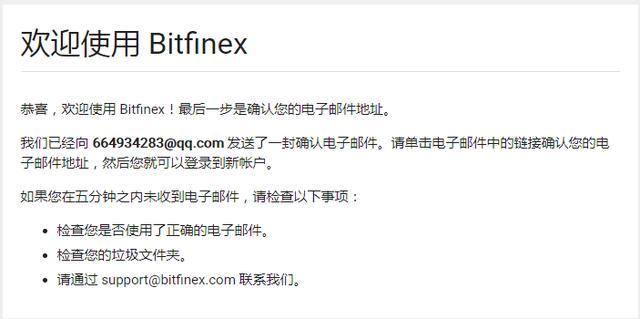 欢迎使用 Bitfinex
恭喜，欢迎使用 Bitfinex！最后一步是确认您的电子邮件地址。
我们已经向 664934283@qq.com 发送了一封确认电子邮件。请单击电子邮件中的链接确认您的电
子邮件地址，然后您就可以登录到新帐户。
如果您在五分钟之内未收到电子邮件，请检查以下事项：
• 检查您是否使用了正确的电子邮件。
• 检查您的垃圾文件夹。
• 请通过 support@bitfinex.com 联系我们。